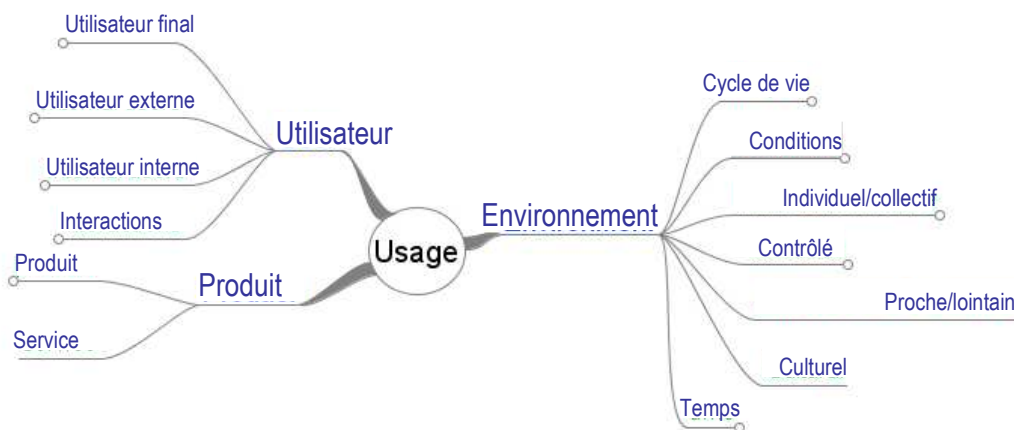 Utilisateur final
Utilisateur externe
Utilisateur interne
Interactions
Utilisateur
Produit
Service
Produit
Usage
Environnement
Cycle de vie
Conditions
Individuel/collectif
Contrôlé
Proche/lointain
Culturel
Temps